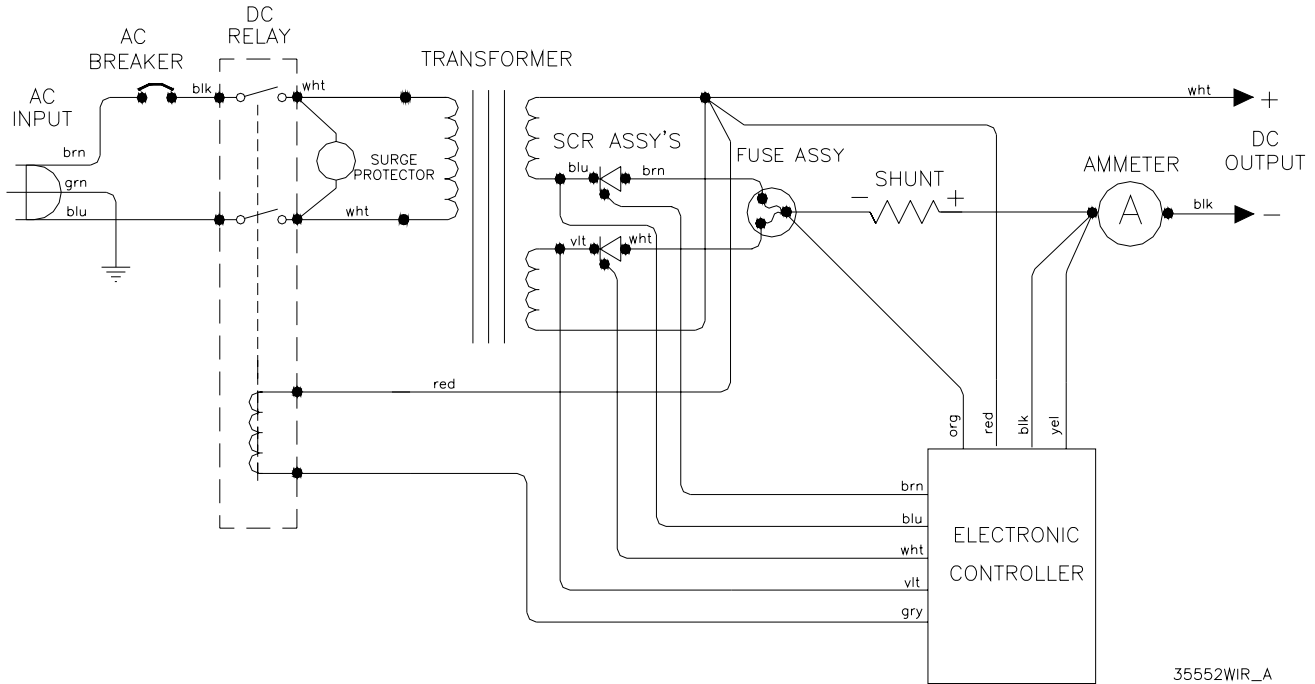 DC
RELAY
AC
BREAKER
TRANSFORMER
AC
INPUT
blk
wht
wht
+
SCR ASSY'S
FUSE ASSY
SHUNT
AMMETER
DC
OUTPUT
brn
SURGE
PROTECTOR
blu
brn
grn
− +
A
blk
−
blu
wht
vlt
wht
red
org
red
blk
yel
brn
blu
wht
vlt
gry
ELECTRONIC
CONTROLLER
35552WIR_A